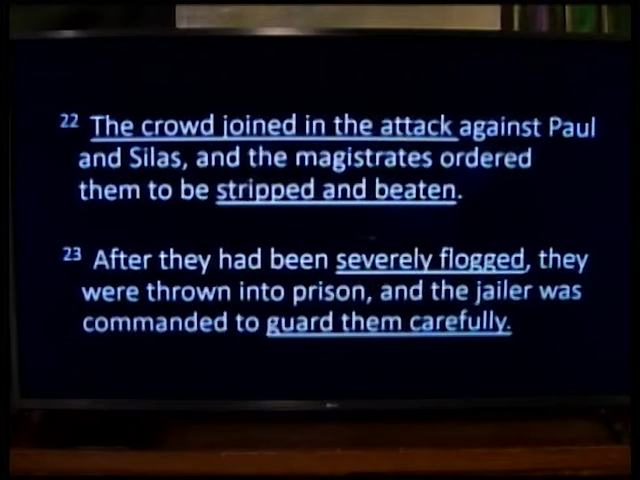 22 The crowd joined in the attack against Paul
and Silas, and the magistrates ordered
them to be stripped and beaten.
23 After they had been severely flogged, they
were thrown into prison, and the jailer was
commanded to guard them carefully.